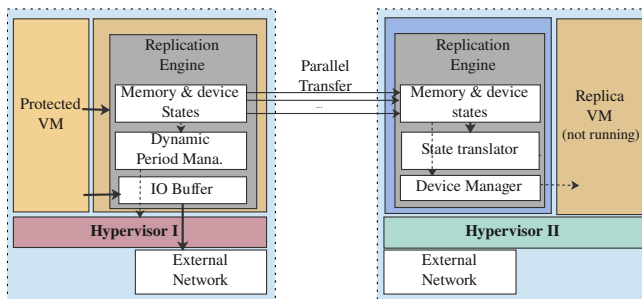 Protected
VM
Replication
Engine
Memory & device
States
Dynamic
Period Mana.
IO Buffer
Hypervisor I
External
Network
Parallel
Transfer
...
Replication
Engine
Memory & device
states
State translator
Device Manager
Replica
VM
(not running)
Hypervisor II
External
Network